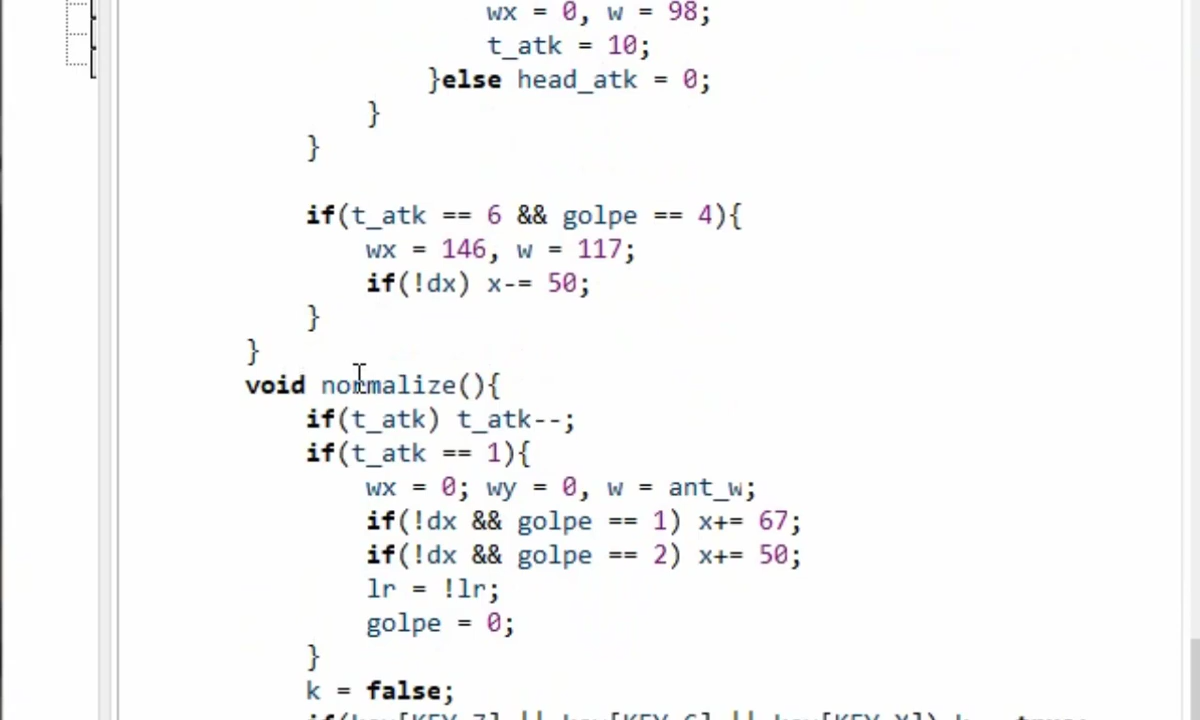 wx = 0, w = 98;
t_atk = 10;
}else head_atk = 0;
}
}
if(t_atk == 6 && golpe == 4){
wx = 146, w = 117;
if(!dx) x-= 50;
}
}
void normalize(){
if(t_atk) t_atk--;
if(t_atk == 1){
wx = 0; wy = 0, w = ant_w;
if(!dx && golpe == 1) x+= 67;
if(!dx && golpe == 2) x+= 50;
lr = !lr;
golpe = 0;
}
k = false;